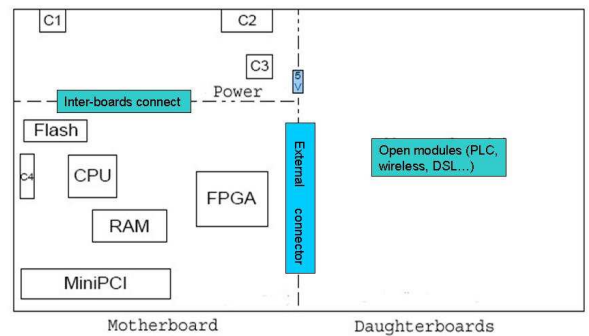 C1
C2
C3
5
V
Power
Inter-boards connect
Flash
C4
CPU
FPGA
RAM
MiniPCI
External connector
Open modules (PLC,
wireless, DSL…)
Motherboard
Daughterboards